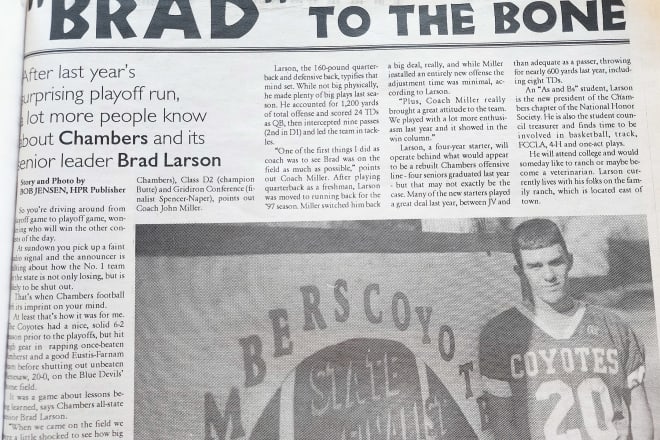 "BRAD" TO THE BONE
After last year's
surprising playoff run,
lot more people know
about Chambers and its
senior leader Brad Larson
Story and Photo by
BOB JENSEN, HPR Publisher
So you're driving around from
playoff game to playoff game, won-
ering who will win the other con-
of the day.
At sundown you pick up a faint
radio signal and the announcer is
talking about how the No. 1 team
the state is not only losing, but is
to be shut out.
That's when Chambers football
its imprint on your mind.
At least that's how it was for me.
Coyotes had a nice, solid 6-2
prior to the playoffs, but hit
gear in rapping once-beaten
Amherst and a good Eustis-Farnam
before shutting out unbeaten
20-0, on the Blue Devils'
field.
It was a game about lessons be-
learned, says Chambers all-state
senior Brad Larson.
"When we came on the field we
a little shocked to see how big
Chambers), Class D2 (champion
Butte) and Gridiron Conference (fi-
nalist Spencer-Naper), points out
Coach John Miller.
Larson, the 160-pound quarter-
back and defensive back, typifies that
mind set. While not big physically,
he made plenty of big plays last sea-
son. He accounted for 1,200 yards
of total offense and scored 24 TDs
as QB, then intercepted nine passes
(2nd in D1) and led the team in tack-
les.
"One of the first things I did as
coach was to see Brad was on the
field as much as possible," points
out Coach Miller. After playing
quarterback as a freshman, Larson
was moved to running back for the
'97 season. Miller switched him back
a big deal, really, and while Miller
installed an entirely new offense the
adjustment time was minimal, ac-
cording to Larson.
"Plus, Coach Miller really
brought a great attitude to the team.
We played with a lot more enthusi-
asm last year and it showed in the
win column."
Larson, a four-year starter, will
operate behind what would appear
to be a rebuilt Chambers offensive
line - four seniors graduated last year
- but that may not exactly be the
case. Many of the new starters played
a great deal last year, between JV and
than adequate as a passer, throwing
for nearly 600 yards last year, includ-
ing eight TDs.
An "As and Bs" student, Larson
is the new president of the Cham-
bers chapter of the National Honor
Society. He is also the student coun-
cil treasurer and finds time to be
involved in basketball, track,
FCCLA, 4-H and one-act plays.
He will attend college and would
someday like to ranch or maybe be-
come a veterinarian. Larson cur-
rently lives with his folks on the fam-
ily ranch, which is located east of
town.
MBERS COYOTE
STATE
COYOTES
20